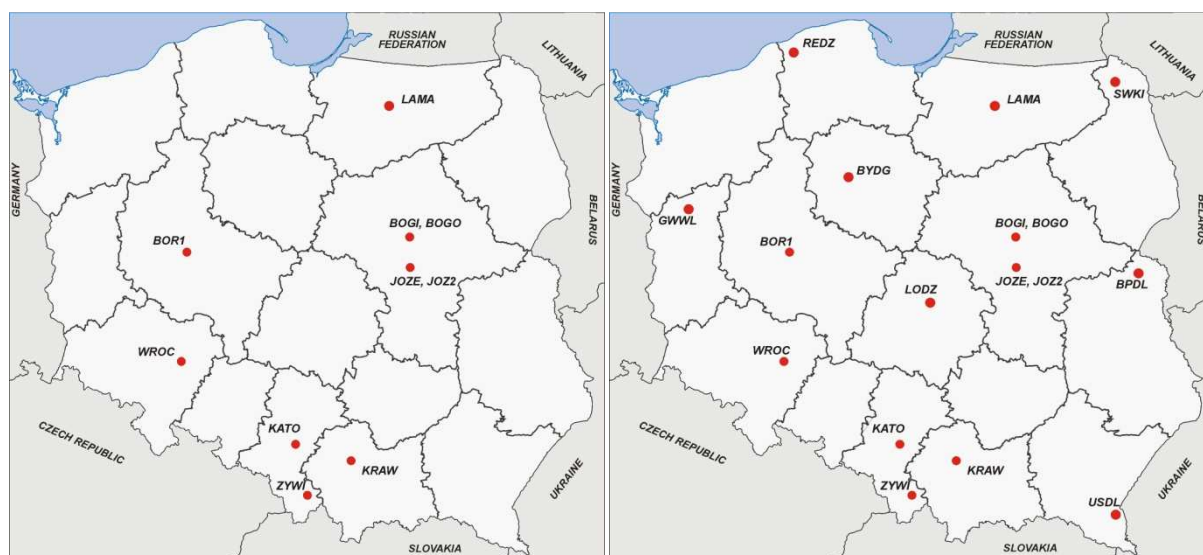 RUSSIAN
FEDERATION
LITHUANIA
LAMA
GERMANY
BELARUS
BOGI, BOGO
BOR1
JOZE, JOZ2
WROC
KATO
CZECH REPUBLIC
KRAW
ZYWI
UKRAINE
SLOVAKIA
RUSSIAN
FEDERATION
REDZ
LITHUANIA
SWKI
LAMA
BYDG
GERMANY
GWWL
BELARUS
BOGI, BOGO
BOR1
JOZE, JOZ2
BPDL
LODZ
WROC
KATO
CZECH REPUBLIC
KRAW
ZYWI
UKRAINE
USDL
SLOVAKIA